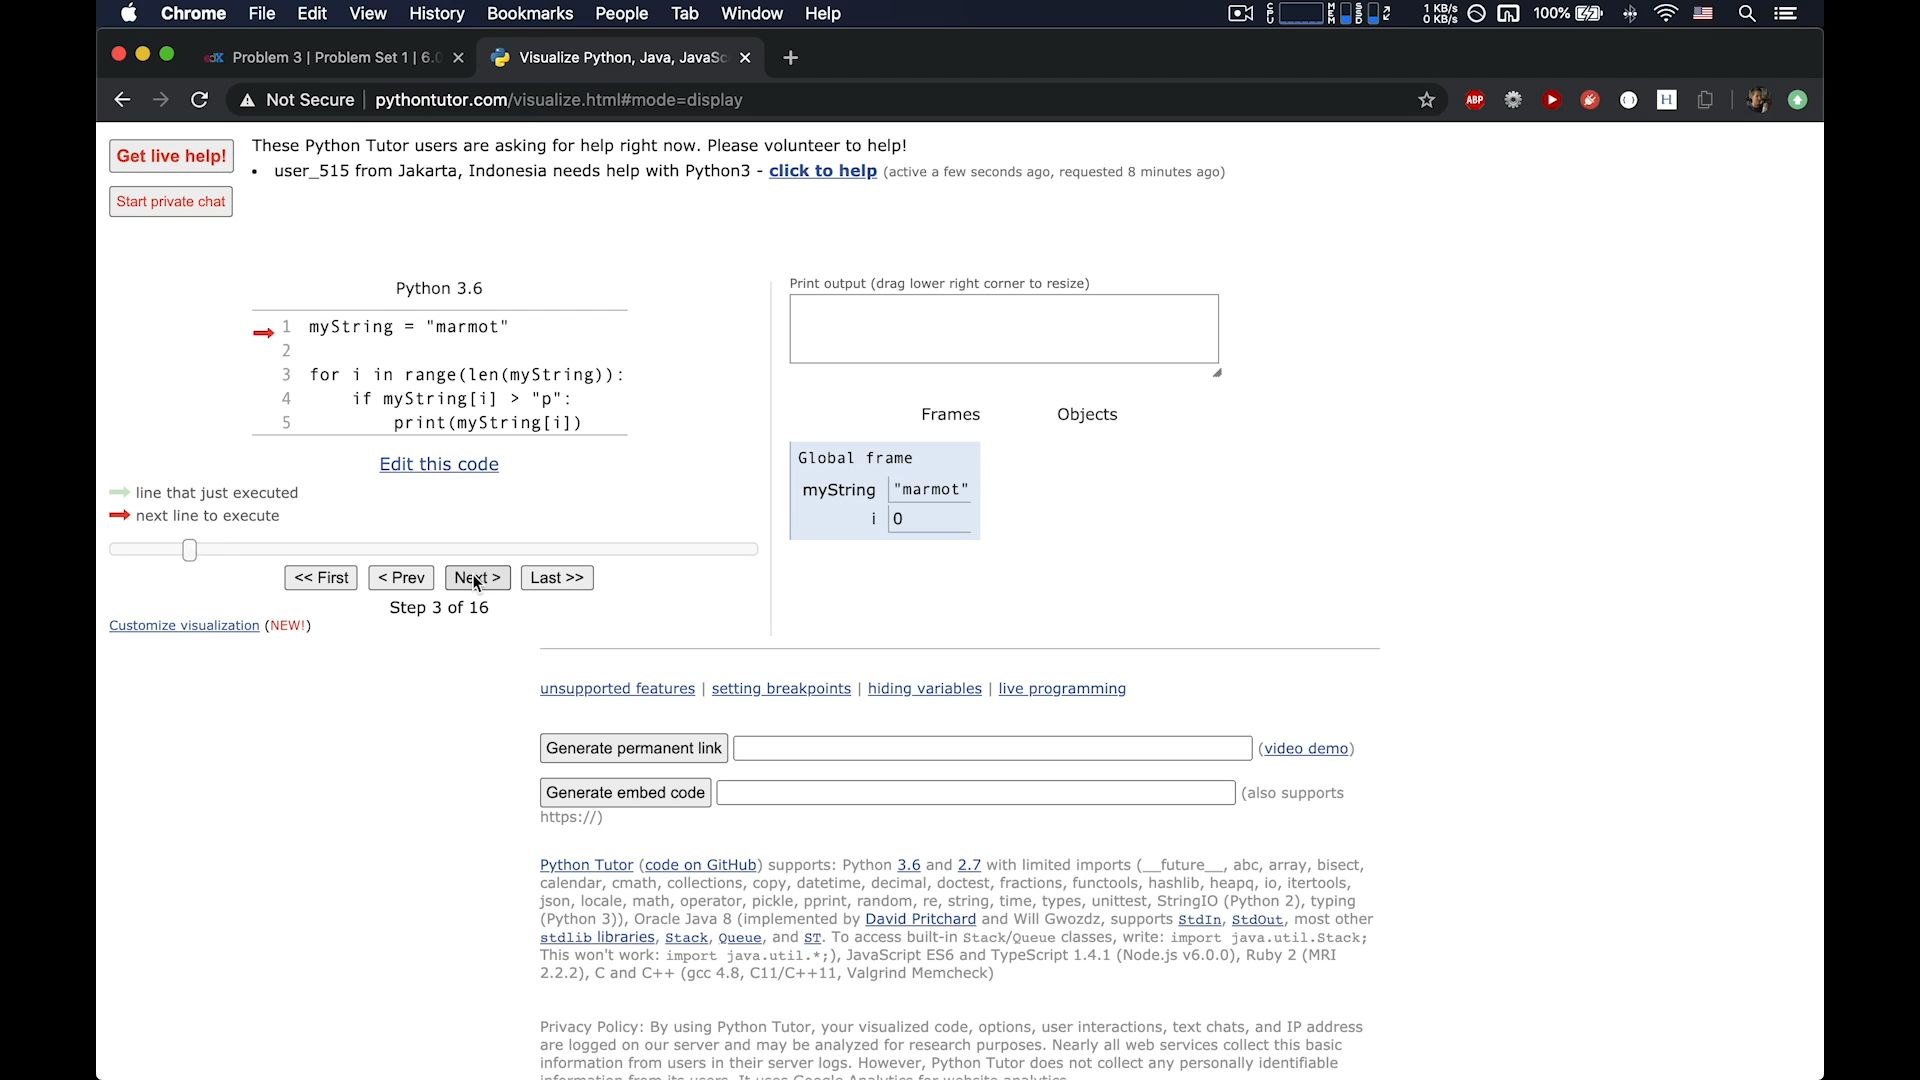 Chrome File Edit View History Bookmarks People Tab Window Help
1 KB/s
0 KB/s
100%
Problem 3 | Problem Set 1 | 6.0
Visualize Python, Java, JavaSc
Not Secure pythontutor.com/visualize.html#mode=display
ABP
H
Get live help!
These Python Tutor users are asking for help right now. Please volunteer to help!
• user_515 from Jakarta, Indonesia needs help with Python3 - click to help (active a few seconds ago, requested 8 minutes ago)
Start private chat
Python 3.6
1 myString = "marmot"
2
3 for i in range(len(myString)):
4 if myString[i] > "p":
5 print(myString[i])
Edit this code
line that just executed
next line to execute
<< First < Prev Next > Last >>
Step 3 of 16
Customize visualization (NEW!)
Print output (drag lower right corner to resize)
Frames Objects
Global frame
myString "marmot"
i 0
unsupported features | setting breakpoints | hiding variables | live programming
Generate permanent link (video demo)
Generate embed code (also supports
https://)
Python Tutor (code on GitHub) supports: Python 3.6 and 2.7 with limited imports (__future__, abc, array, bisect,
calendar, cmath, collections, copy, datetime, decimal, doctest, fractions, functools, hashlib, heapq, io, itertools,
json, locale, math, operator, pickle, pprint, random, re, string, time, types, unittest, StringIO (Python 2), typing
(Python 3)), Oracle Java 8 (implemented by David Pritchard and Will Gwozdz, supports StdIn, StdOut, most other
stdlib libraries, Stack, Queue, and ST. To access built-in Stack/Queue classes, write: import java.util.Stack;
This won't work: import java.util.*;), JavaScript ES6 and TypeScript 1.4.1 (Node.js v6.0.0), Ruby 2 (MRI
2.2.2), C and C++ (gcc 4.8, C11/C++11, Valgrind Memcheck)
Privacy Policy: By using Python Tutor, your visualized code, options, user interactions, text chats, and IP address
are logged on our server and may be analyzed for research purposes. Nearly all web services collect this basic
information from users in their server logs. However, Python Tutor does not collect any personally identifiable